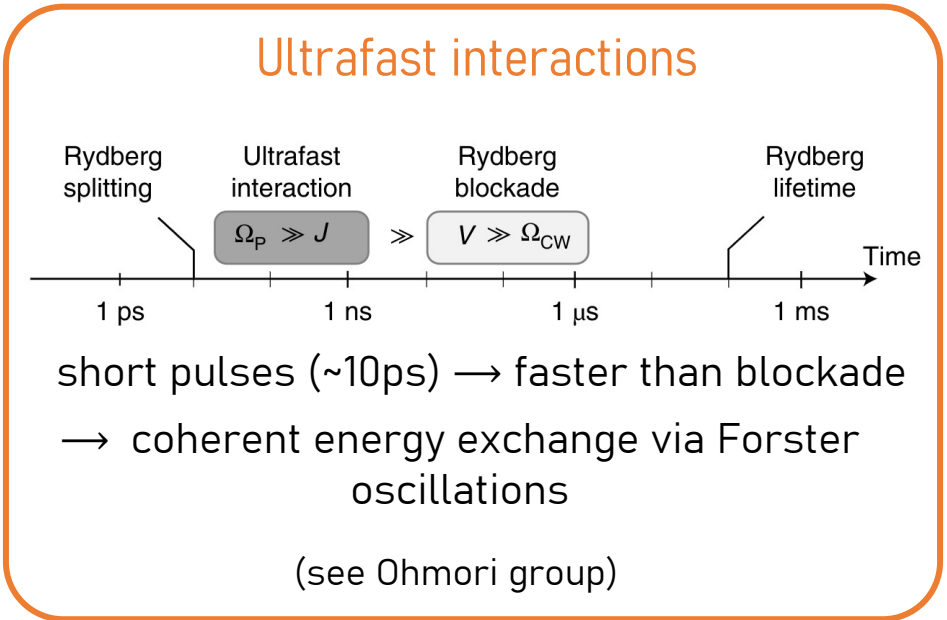 Ultrafast interactions
Rydberg splitting
Ultrafast interaction
Rydberg blockade
Rydberg lifetime
Ω_P ≫ J ≫ V ≫ Ω_CW
Time
1 ps 1 ns 1 μs 1 ms
short pulses (~10ps) → faster than blockade
→ coherent energy exchange via Forster
oscillations
(see Ohmori group)